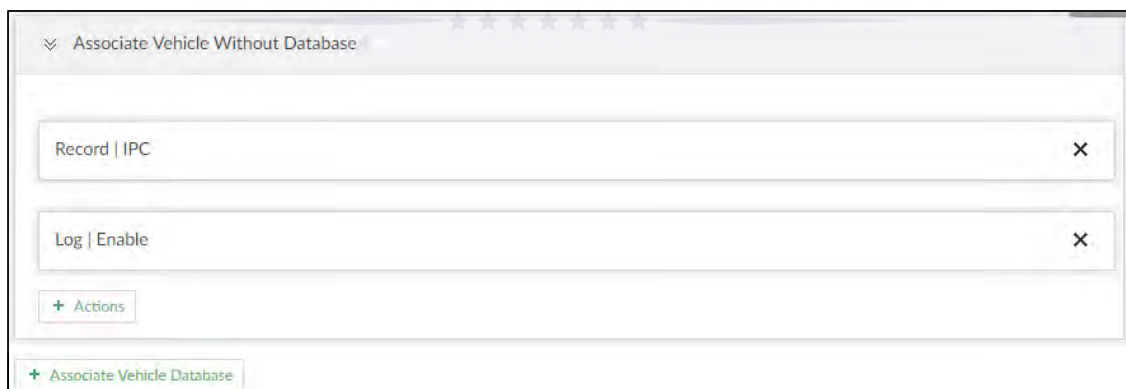 Associate Vehicle Without Database
Record | IPC
Log | Enable
+ Actions
+ Associate Vehicle Database